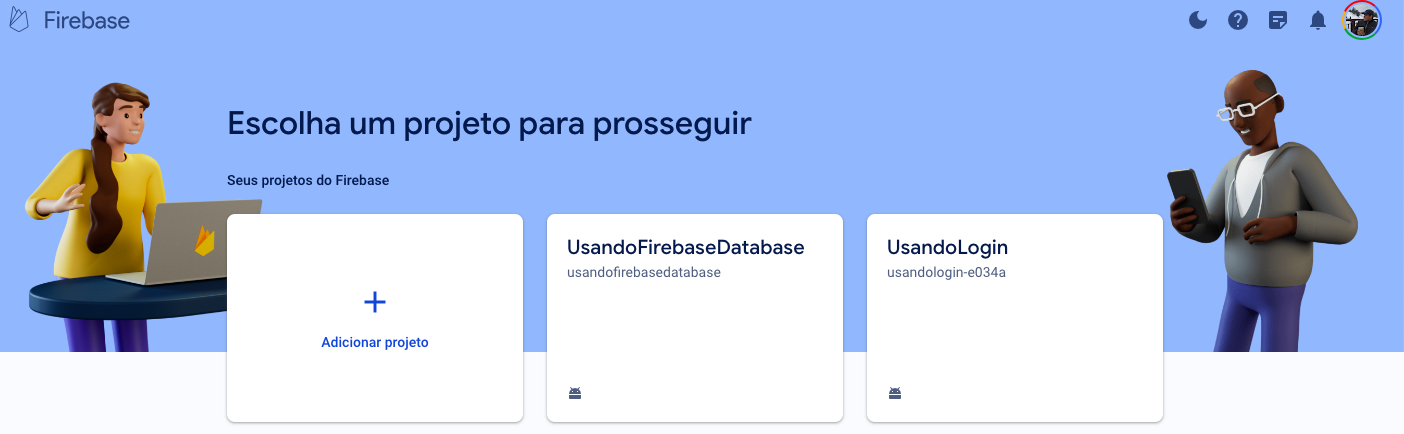 Firebase
Escolha um projeto para prosseguir
Seus projetos do Firebase
Adicionar projeto
UsandoFirebaseDatabase
usandofirebasedatabase
UsandoLogin
usandologin-e034a